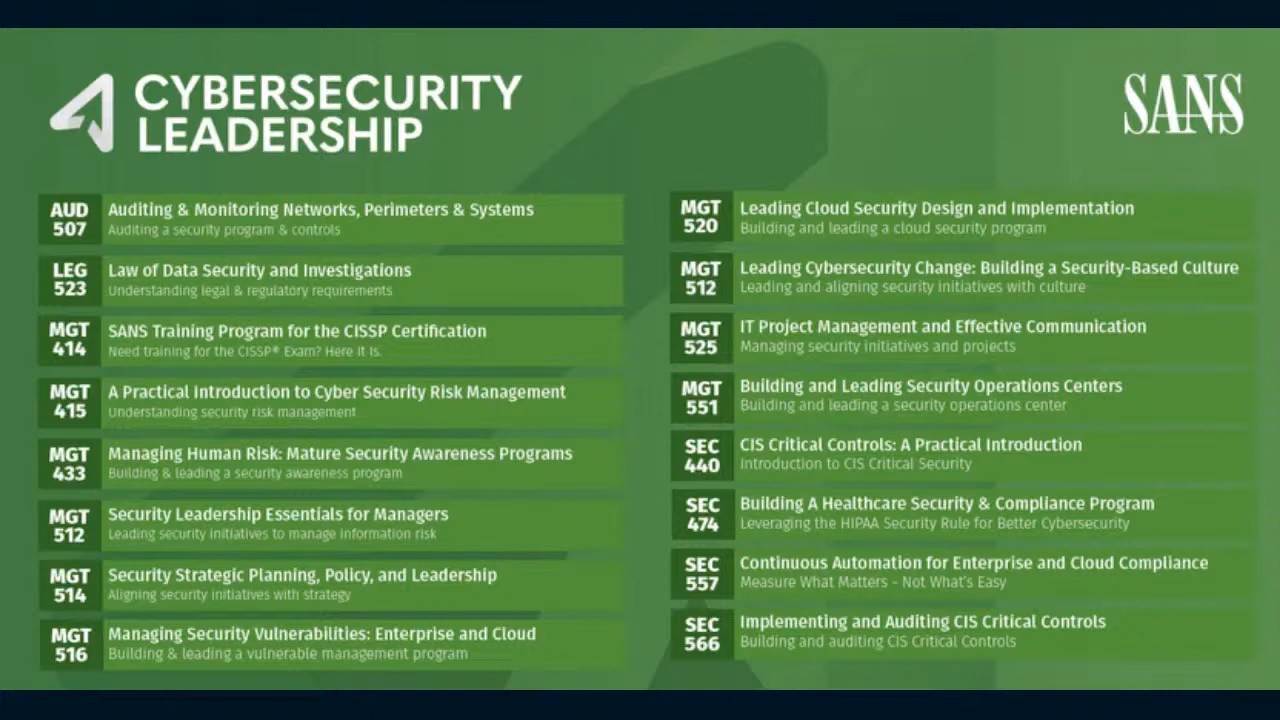 CYBERSECURITY
LEADERSHIP
SANS
AUD
507
Auditing & Monitoring Networks, Perimeters & Systems
Auditing a security program & controls
LEG
523
Law of Data Security and Investigations
Understanding legal & regulatory requirements
MGT
414
SANS Training Program for the CISSP Certification
Need training for the CISSP® Exam? Here It Is.
MGT
415
A Practical Introduction to Cyber Security Risk Management
Understanding security risk management
MGT
433
Managing Human Risk: Mature Security Awareness Programs
Building & leading a security awareness program
MGT
512
Security Leadership Essentials for Managers
Leading security initiatives to manage information risk
MGT
514
Security Strategic Planning, Policy, and Leadership
Aligning security initiatives with strategy
MGT
516
Managing Security Vulnerabilities: Enterprise and Cloud
Building & leading a vulnerable management program
MGT
520
Leading Cloud Security Design and Implementation
Building and leading a cloud security program
MGT
512
Leading Cybersecurity Change: Building a Security-Based Culture
Leading and aligning security initiatives with culture
MGT
525
IT Project Management and Effective Communication
Managing security initiatives and projects
MGT
551
Building and Leading Security Operations Centers
Building and leading a security operations center
SEC
440
CIS Critical Controls: A Practical Introduction
Introduction to CIS Critical Security
SEC
474
Building A Healthcare Security & Compliance Program
Leveraging the HIPAA Security Rule for Better Cybersecurity
SEC
557
Continuous Automation for Enterprise and Cloud Compliance
Measure What Matters - Not What's Easy
SEC
566
Implementing and Auditing CIS Critical Controls
Building and auditing CIS Critical Controls